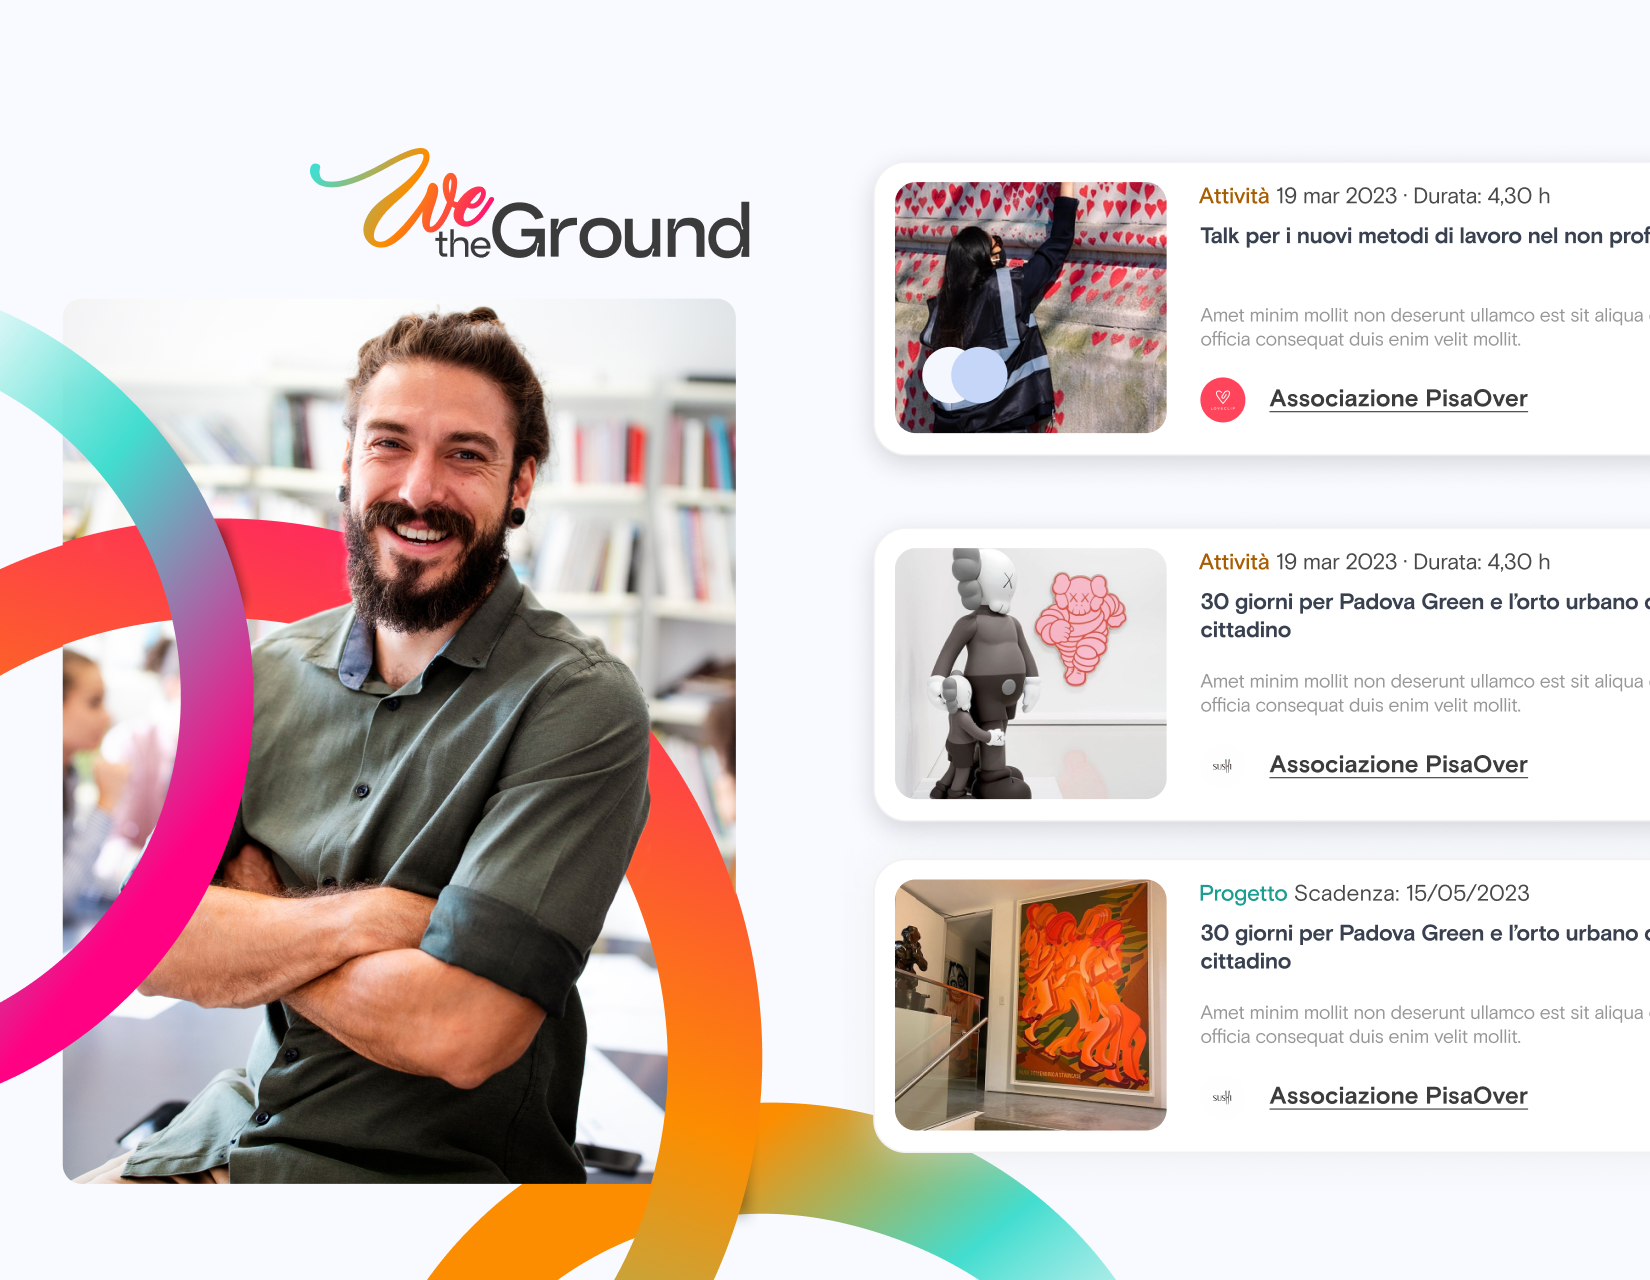 We
theGround
Attività 19 mar 2023 · Durata: 4,30 h
Talk per i nuovi metodi di lavoro nel non prof
Amet minim mollit non deserunt ullamco est sit aliqua
officia consequat duis enim velit mollit.
LOVECLIP
Associazione PisaOver
Attività 19 mar 2023 · Durata: 4,30 h
30 giorni per Padova Green e l'orto urbano c
cittadino
Amet minim mollit non deserunt ullamco est sit aliqua
officia consequat duis enim velit mollit.
SUSHI
Associazione PisaOver
Progetto Scadenza: 15/05/2023
30 giorni per Padova Green e l'orto urbano c
cittadino
Amet minim mollit non deserunt ullamco est sit aliqua
officia consequat duis enim velit mollit.
SUSHI
Associazione PisaOver